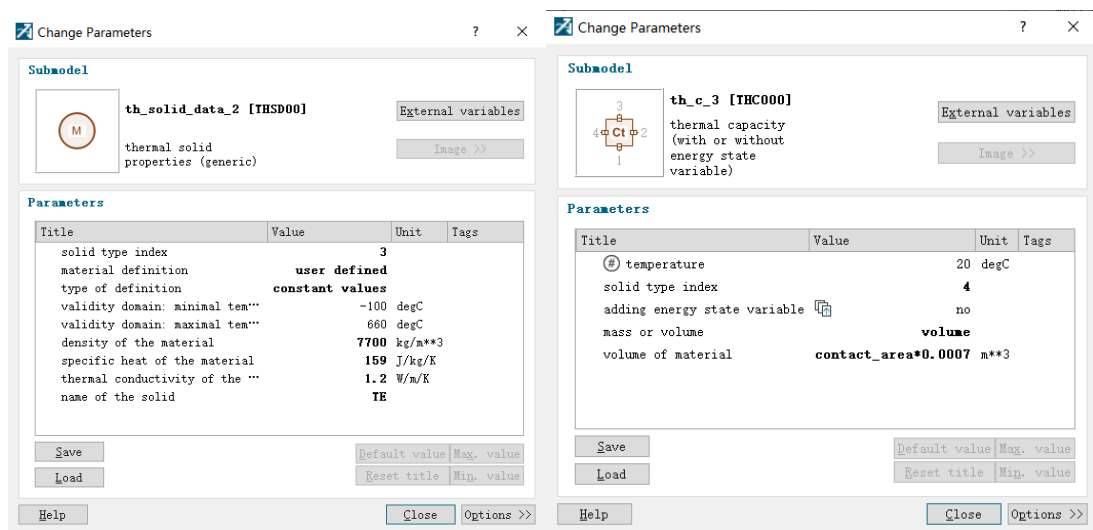 Change Parameters ? ×
Submodel
M
th_solid_data_2 [THSD00]
thermal solid
properties (generic)
External variables
Image >>
Parameters
Title Value Unit Tags
solid type index 3
material definition user defined
type of definition constant values
validity domain: minimal tem… -100 degC
validity domain: maximal tem… 660 degC
density of the material 7700 kg/m**3
specific heat of the material 159 J/kg/K
thermal conductivity of the … 1.2 W/m/K
name of the solid TE
Save Default value Max. value
Load Reset title Min. value
Help Close Options >>
Change Parameters ? ×
Submodel
3
4 Ct 2
1
th_c_3 [THC000]
thermal capacity
(with or without
energy state
variable)
External variables
Image >>
Parameters
Title Value Unit Tags
# temperature 20 degC
solid type index 4
adding energy state variable no
mass or volume volume
volume of material contact_area*0.0007 m**3
Save Default value Max. value
Load Reset title Min. value
Help Close Options >>